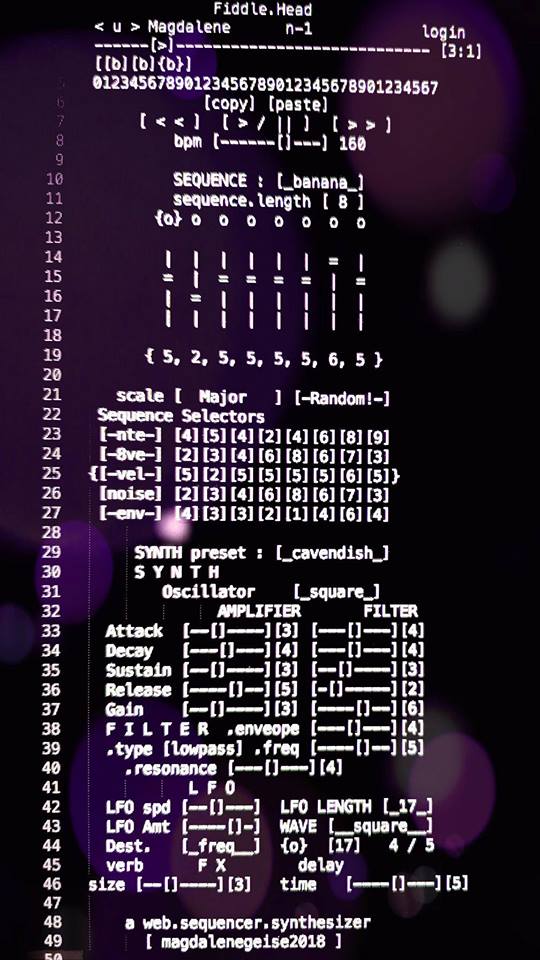 Fiddle.Head
< u > Magdalene n-1 login
------[>]---------------------------- [3:1]
[[b][b]{b}]
5 01234567890123456789012345678901234567
6 [copy] [paste]
7 [ < < ] [ > / || ] [ > > ]
8 bpm [------[]---] 160
9
10 SEQUENCE : [_banana_]
11 sequence.length [ 8 ]
12 {o} o o o o o o o
13
14 | | | | | | = |
15 = | = = = = | =
16 | = | | | | | |
17 | | | | | | | |
18
19 { 5, 2, 5, 5, 5, 5, 6, 5 }
20
21 scale [ Major ] [-Random!-]
22 Sequence Selectors
23 [-nte-] [4][5][4][2][4][6][8][9]
24 [-8ve-] [2][3][4][6][8][6][7][3]
25 {[-vel-] [5][2][5][5][5][5][6][5]}
26 [noise] [2][3][4][6][8][6][7][3]
27 [-env-] [4][3][3][2][1][4][6][4]
28
29 SYNTH preset : [_cavendish_]
30 S Y N T H
31 Oscillator [_square_]
32 AMPLIFIER FILTER
33 Attack [--[]----][3] [---[]---][4]
34 Decay [---[]---][4] [---[]---][4]
35 Sustain [--[]----][3] [--[]----][3]
36 Release [----[]--][5] [-[]-----][2]
37 Gain [--[]----][3] [----[]--][6]
38 F I L T E R .enveope [---[]---][4]
39 .type [lowpass] .freq [----[]--][5]
40 .resonance [---[]---][4]
41 L F O
42 LFO spd [--[]---] LFO LENGTH [_17_]
43 LFO Amt [----[]-] WAVE [__square__]
44 Dest. [_freq__] {o} [17] 4 / 5
45 verb F X delay
46 size [--[]----][3] time [----[]---][5]
47
48 a web.sequencer.synthesizer
49 [ magdalenegeise2018 ]
50